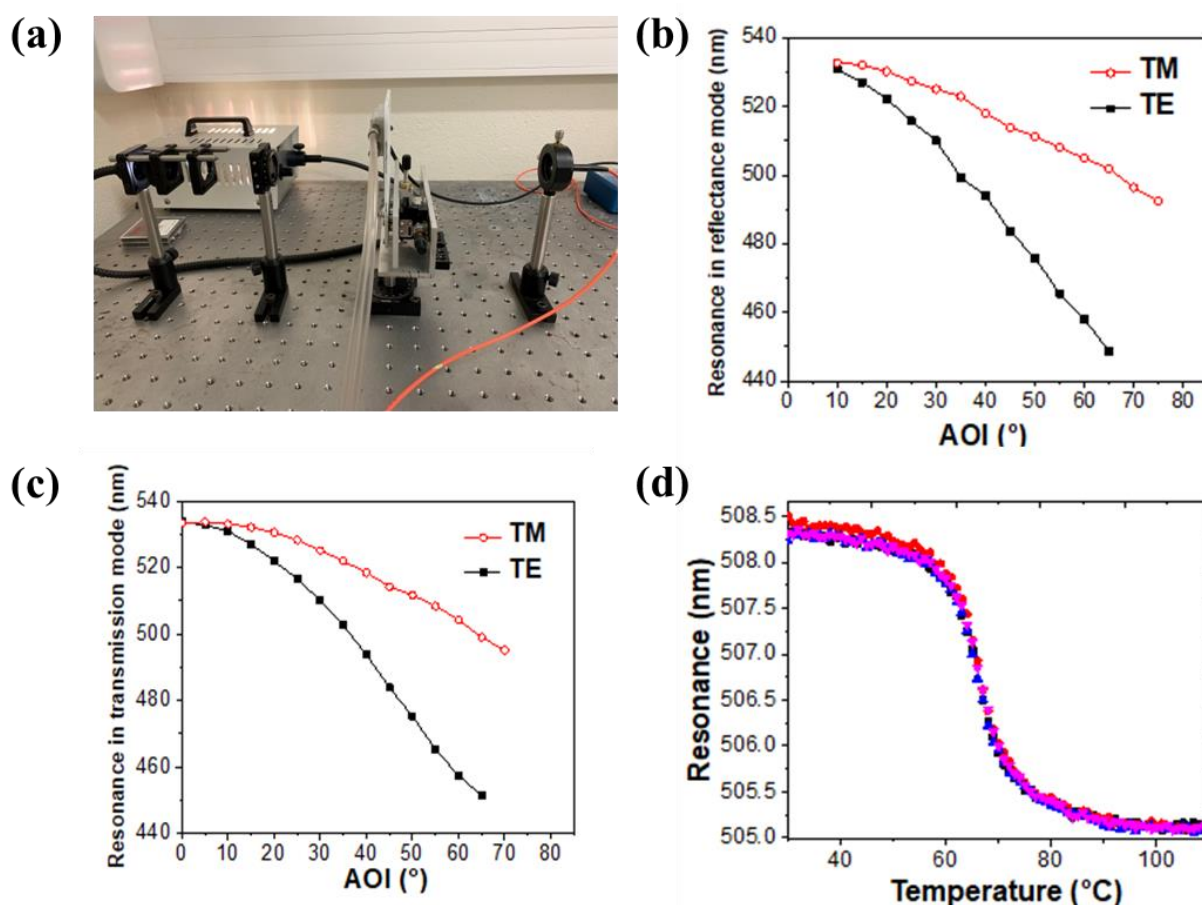 (a)
(b)
Resonance in reflectance mode (nm)
540
520
500
480
460
440
TM
TE
0 10 20 30 40 50 60 70 80
AOI (°)
(c)
Resonance in transmission mode (nm)
540
520
500
480
460
440
TM
TE
0 10 20 30 40 50 60 70 80
AOI (°)
(d)
Resonance (nm)
508.5
508.0
507.5
507.0
506.5
506.0
505.5
505.0
40 60 80 100
Temperature (°C)